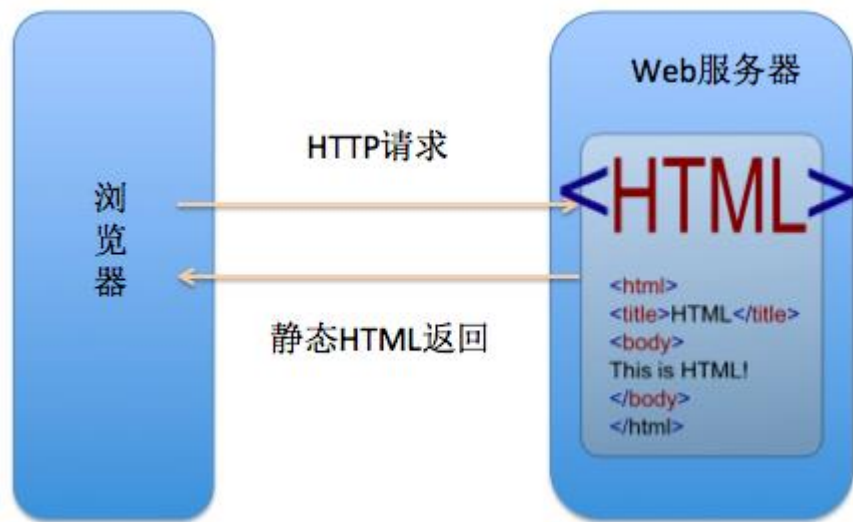 浏
览
器
HTTP请求
静态HTML返回
Web服务器
<HTML>
<html>
<title>HTML</title>
<body>
This is HTML!
</body>
</html>